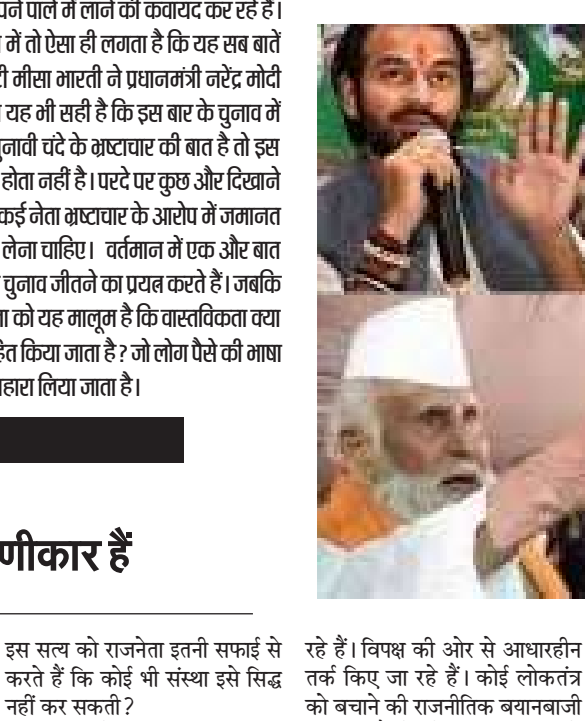 पने पाले में लाने की कवायद कर रहे हैं।
में तो ऐसा ही लगता है कि यह सब बातें
मीसा भारती ने प्रधानमंत्री नरेंद्र मोदी
यह भी सही है कि इस बार के चुनाव में
नावी चंदे के भ्रष्टाचार की बात है तो इस
होता नहीं है। परदे पर कुछ और दिखाने
कई नेता भ्रष्टाचार के आरोप में जमानत
लेना चाहिए। वर्तमान में एक और बात
चुनाव जीतने का प्रयत्न करते हैं। जबकि
को यह मालूम है कि वास्तविकता क्या
किया जाता है? जो लोग पैसे की भाषा
हारा लिया जाता है।
णीकार हैं
इस सत्य को राजनेता इतनी सफाई से
करते हैं कि कोई भी संस्था इसे सिद्ध
नहीं कर सकती?
रहे हैं। विपक्ष की ओर से आधारहीन
तर्क किए जा रहे हैं। कोई लोकतंत्र
को बचाने की राजनीतिक बयानबाजी